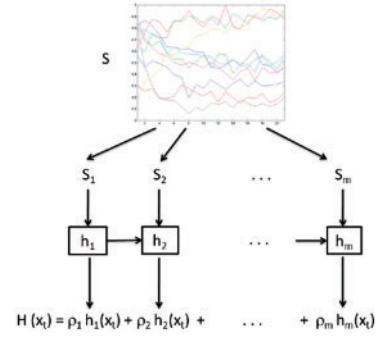 S
S₁ S₂ ... Sₘ
h₁ h₂ ... hₘ
H (xₜ) = ρ₁ h₁(xₜ) + ρ₂ h₂(xₜ) + ... + ρₘ hₘ(xₜ)